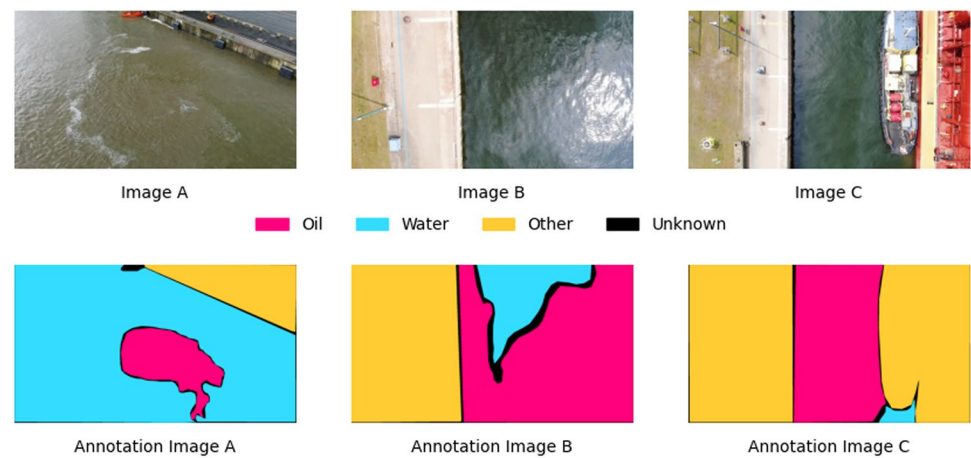 Image A
Image B
Image C
Oil
Water
Other
Unknown
Annotation Image A
Annotation Image B
Annotation Image C